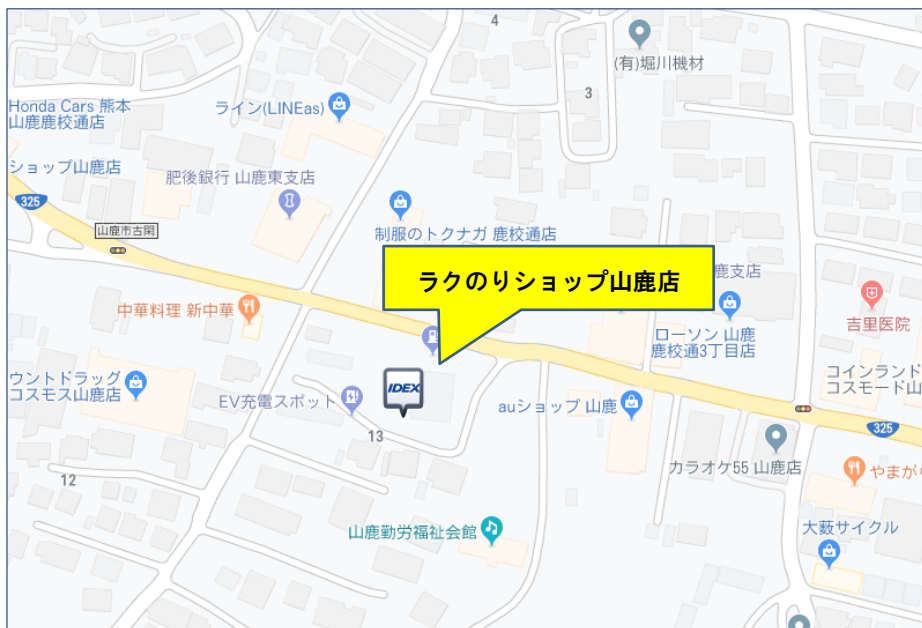 4
(有)堀川機材
3
Honda Cars 熊本
山鹿鹿校通店
ライン(LINEas)
ショップ山鹿店
肥後銀行 山鹿東支店
325
山鹿市古閑
制服のトクナガ 鹿校通店
ラクのりショップ山鹿店
鹿支店
中華料理 新中華
ローソン 山鹿
鹿校通3丁目店
吉里医院
ウントドラッグ
コスモス山鹿店
EV充電スポット
IDEX
auショップ 山鹿
コインランド
コスモード山
13
325
カラオケ55 山鹿店
やまが
12
山鹿勤労福祉会館
大薮サイクル